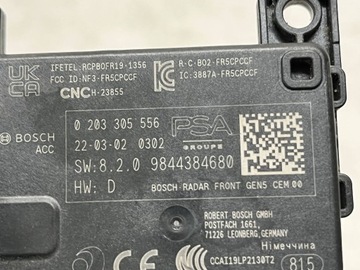 IFETEL:RCPBOFR19-1356
FCC ID:NF3-FR5CPCCF
R-C-BO2-FR5CPCCF
IC:3887A-FR5CPCCF
UK
CA
CNC H-23855
BOSCH
ACC
0 203 305 556
22-03-02 0302
PSA
GROUPE
SW:8.2.0 9844384680
HW: D
BOSCH-RADAR FRONT GEN5 CEM 00
ROBERT BOSCH GMBH
POSTFACH 1661,
71226 LEONBERG,GERMANY
Німеччина
CCAI19LP2130T2
815